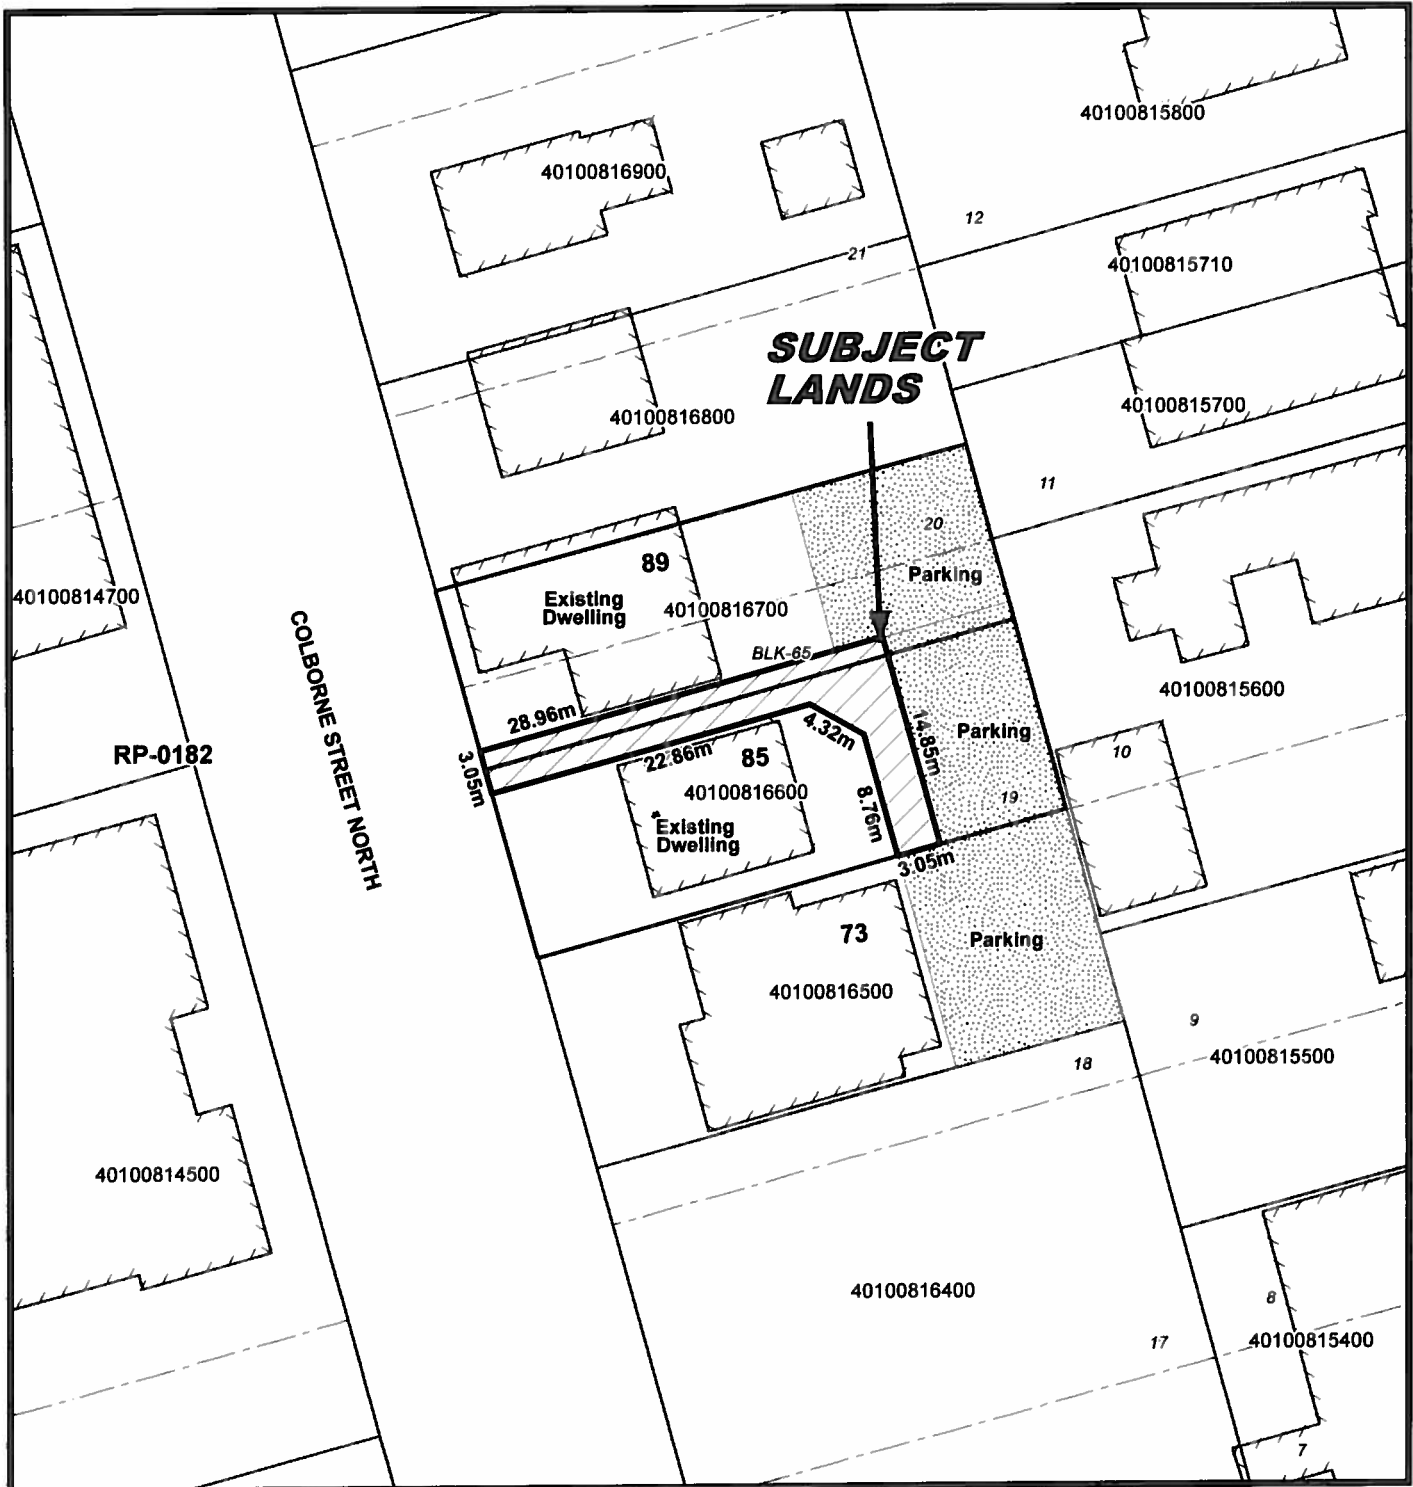 40100815800
40100816900
12
21
40100815710
SUBJECT
LANDS
40100816800
40100815700
11
20
89
Parking
40100814700
Existing
Dwelling
40100816700
BLK-65
40100815600
28.96m
4.32m
14.85m
Parking
10
RP-0182
COLBORNE STREET NORTH
3.05m
22.86m
85
40100816600
8.76m
19
Existing
Dwelling
3.05m
73
Parking
40100816500
9
18
40100815500
40100814500
40100816400
8
17
40100815400
7